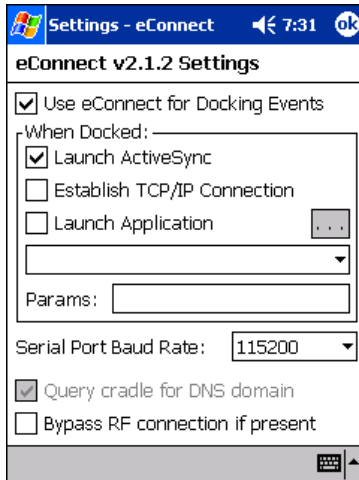 Settings - eConnect 7:31 ok
eConnect v2.1.2 Settings
Use eConnect for Docking Events
When Docked:
Launch ActiveSync
Establish TCP/IP Connection
Launch Application ...
Params:
Serial Port Baud Rate: 115200
Query cradle for DNS domain
Bypass RF connection if present